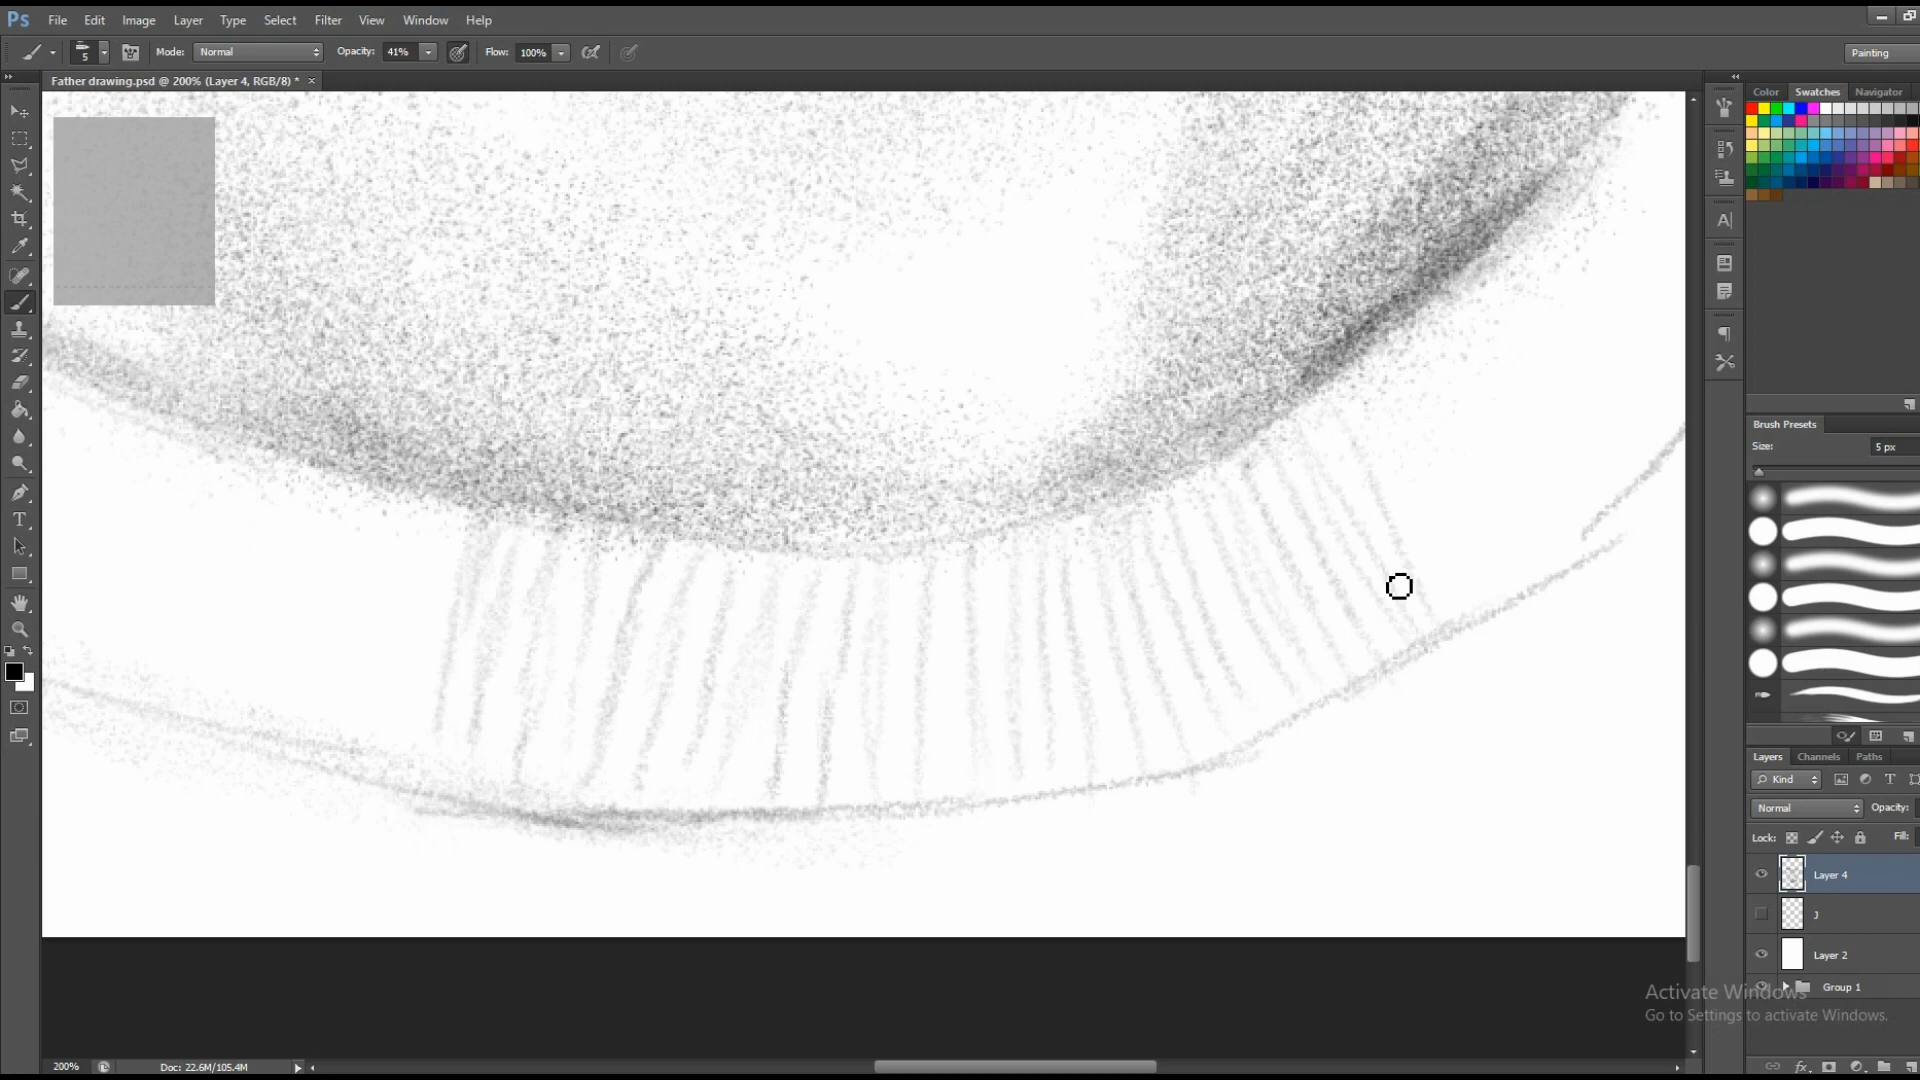 Ps File Edit Image Layer Type Select Filter View Window Help
5 Mode: Normal Opacity: 41% Flow: 100% Painting
Father drawing.psd @ 200% (Layer 4, RGB/8) * ×
Color Swatches Navigator
Brush Presets
Size: 5 px
Layers Channels Paths
Kind
Normal Opacity:
Lock: Fill:
Layer 4
J
Layer 2
Group 1
Activate Windows
Go to Settings to activate Windows.
200% Doc: 22.6M/105.4M